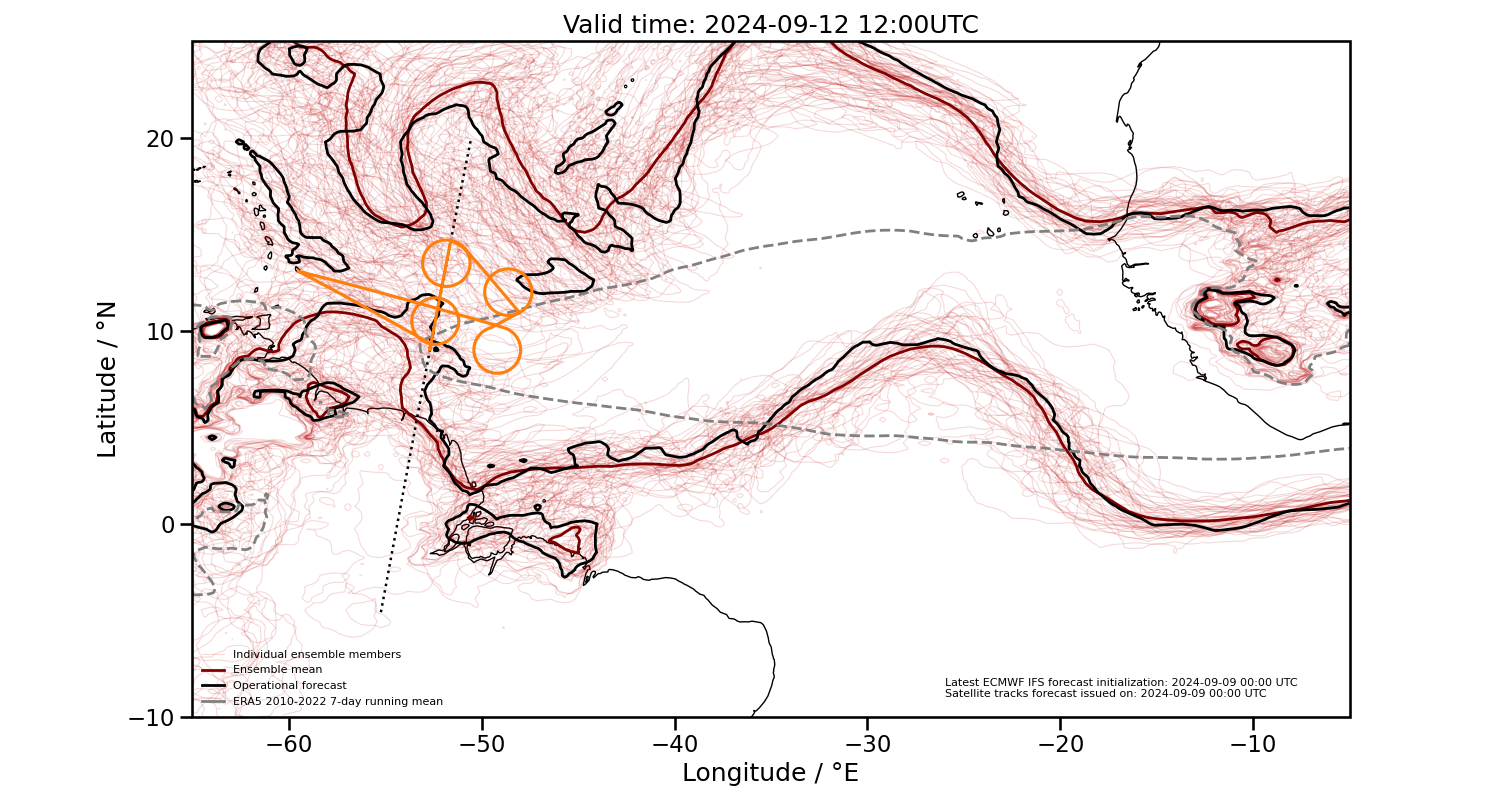 Valid time: 2024-09-12 12:00UTC
20
10
0
−10
Latitude / °N
Individual ensemble members
Ensemble mean
Operational forecast
ERA5 2010-2022 7-day running mean
Latest ECMWF IFS forecast initialization: 2024-09-09 00:00 UTC
Satellite tracks forecast issued on: 2024-09-09 00:00 UTC
−60 −50 −40 −30 −20 −10
Longitude / °E